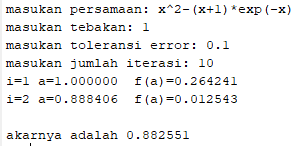 masukan persamaan: x^2-(x+1)*exp(-x)
masukan tebakan: 1
masukan toleransi error: 0.1
masukan jumlah iterasi: 10
i=1 a=1.000000  f(a)=0.264241
i=2 a=0.888406  f(a)=0.012543
akarnya adalah 0.882551